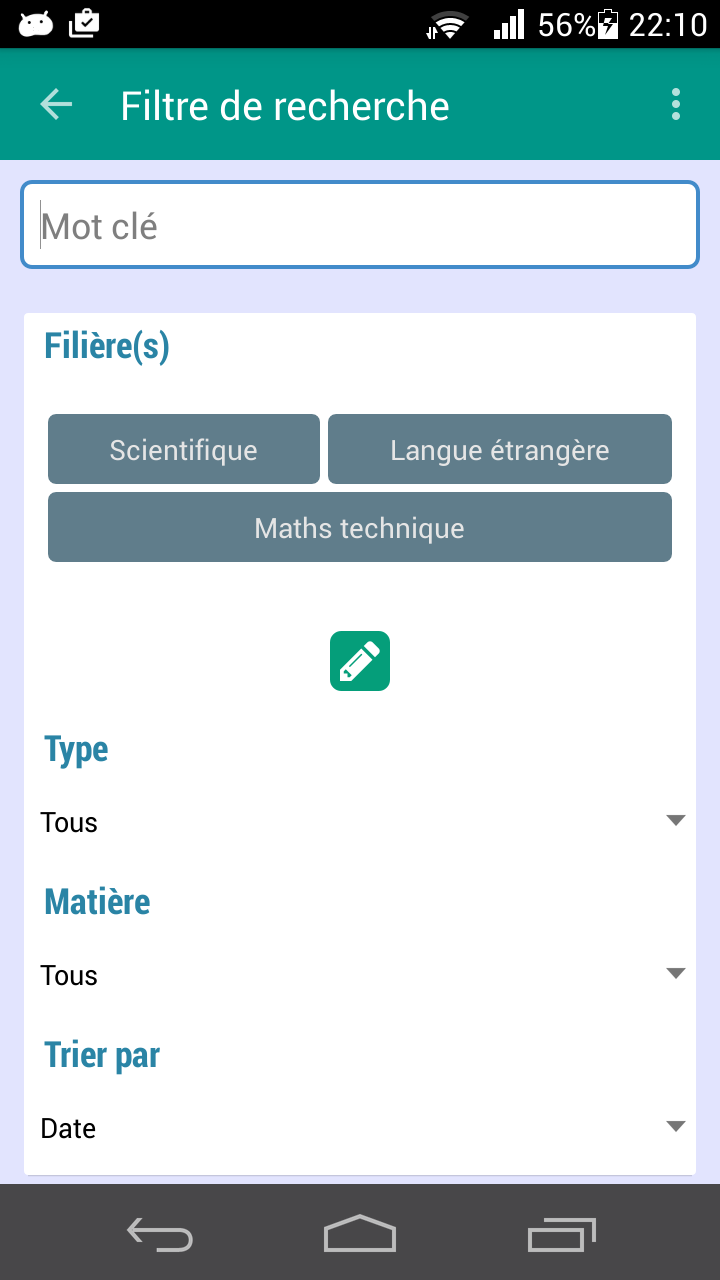 56% 22:10
Filtre de recherche
Mot clé
Filière(s)
Scientifique Langue étrangère
Maths technique
Type
Tous
Matière
Tous
Trier par
Date